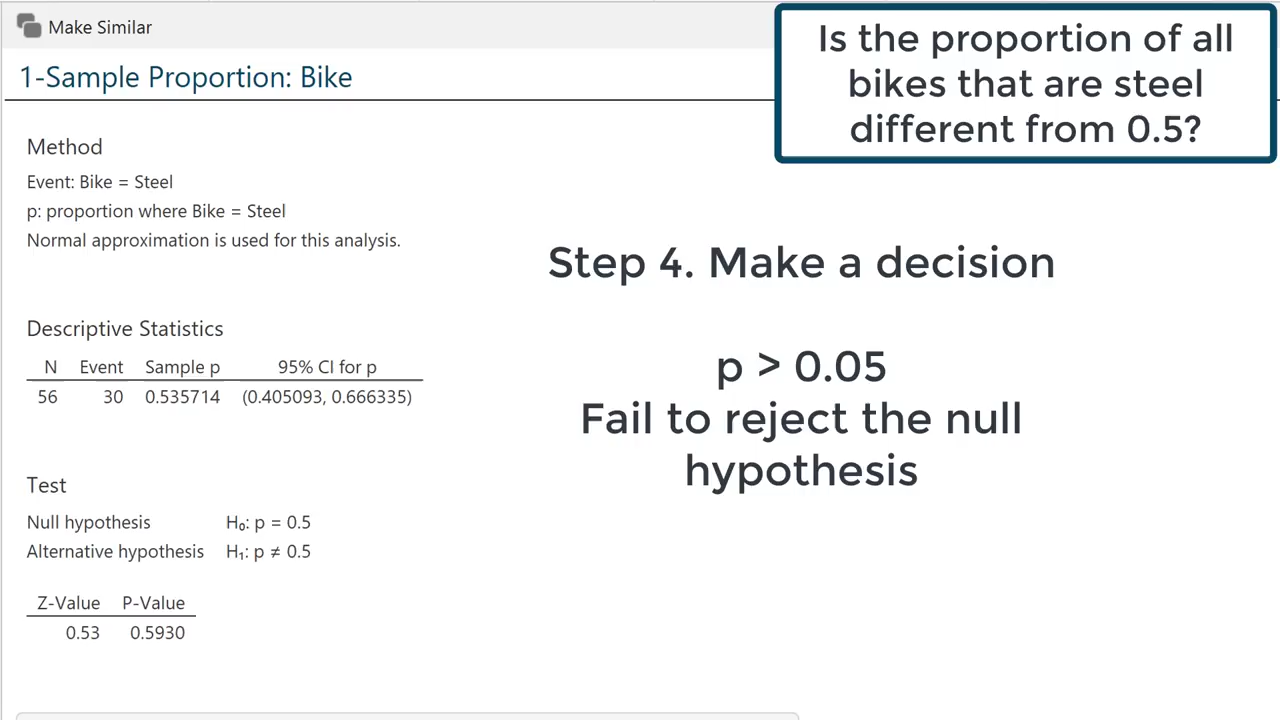 Make Similar
1-Sample Proportion: Bike
Is the proportion of all
bikes that are steel
different from 0.5?
Method
Event: Bike = Steel
p: proportion where Bike = Steel
Normal approximation is used for this analysis.
Step 4. Make a decision
p > 0.05
Fail to reject the null
hypothesis
Descriptive Statistics
N Event Sample p 95% CI for p
56 30 0.535714 (0.405093, 0.666335)
Test
Null hypothesis H₀: p = 0.5
Alternative hypothesis H₁: p ≠ 0.5
Z-Value P-Value
0.53 0.5930